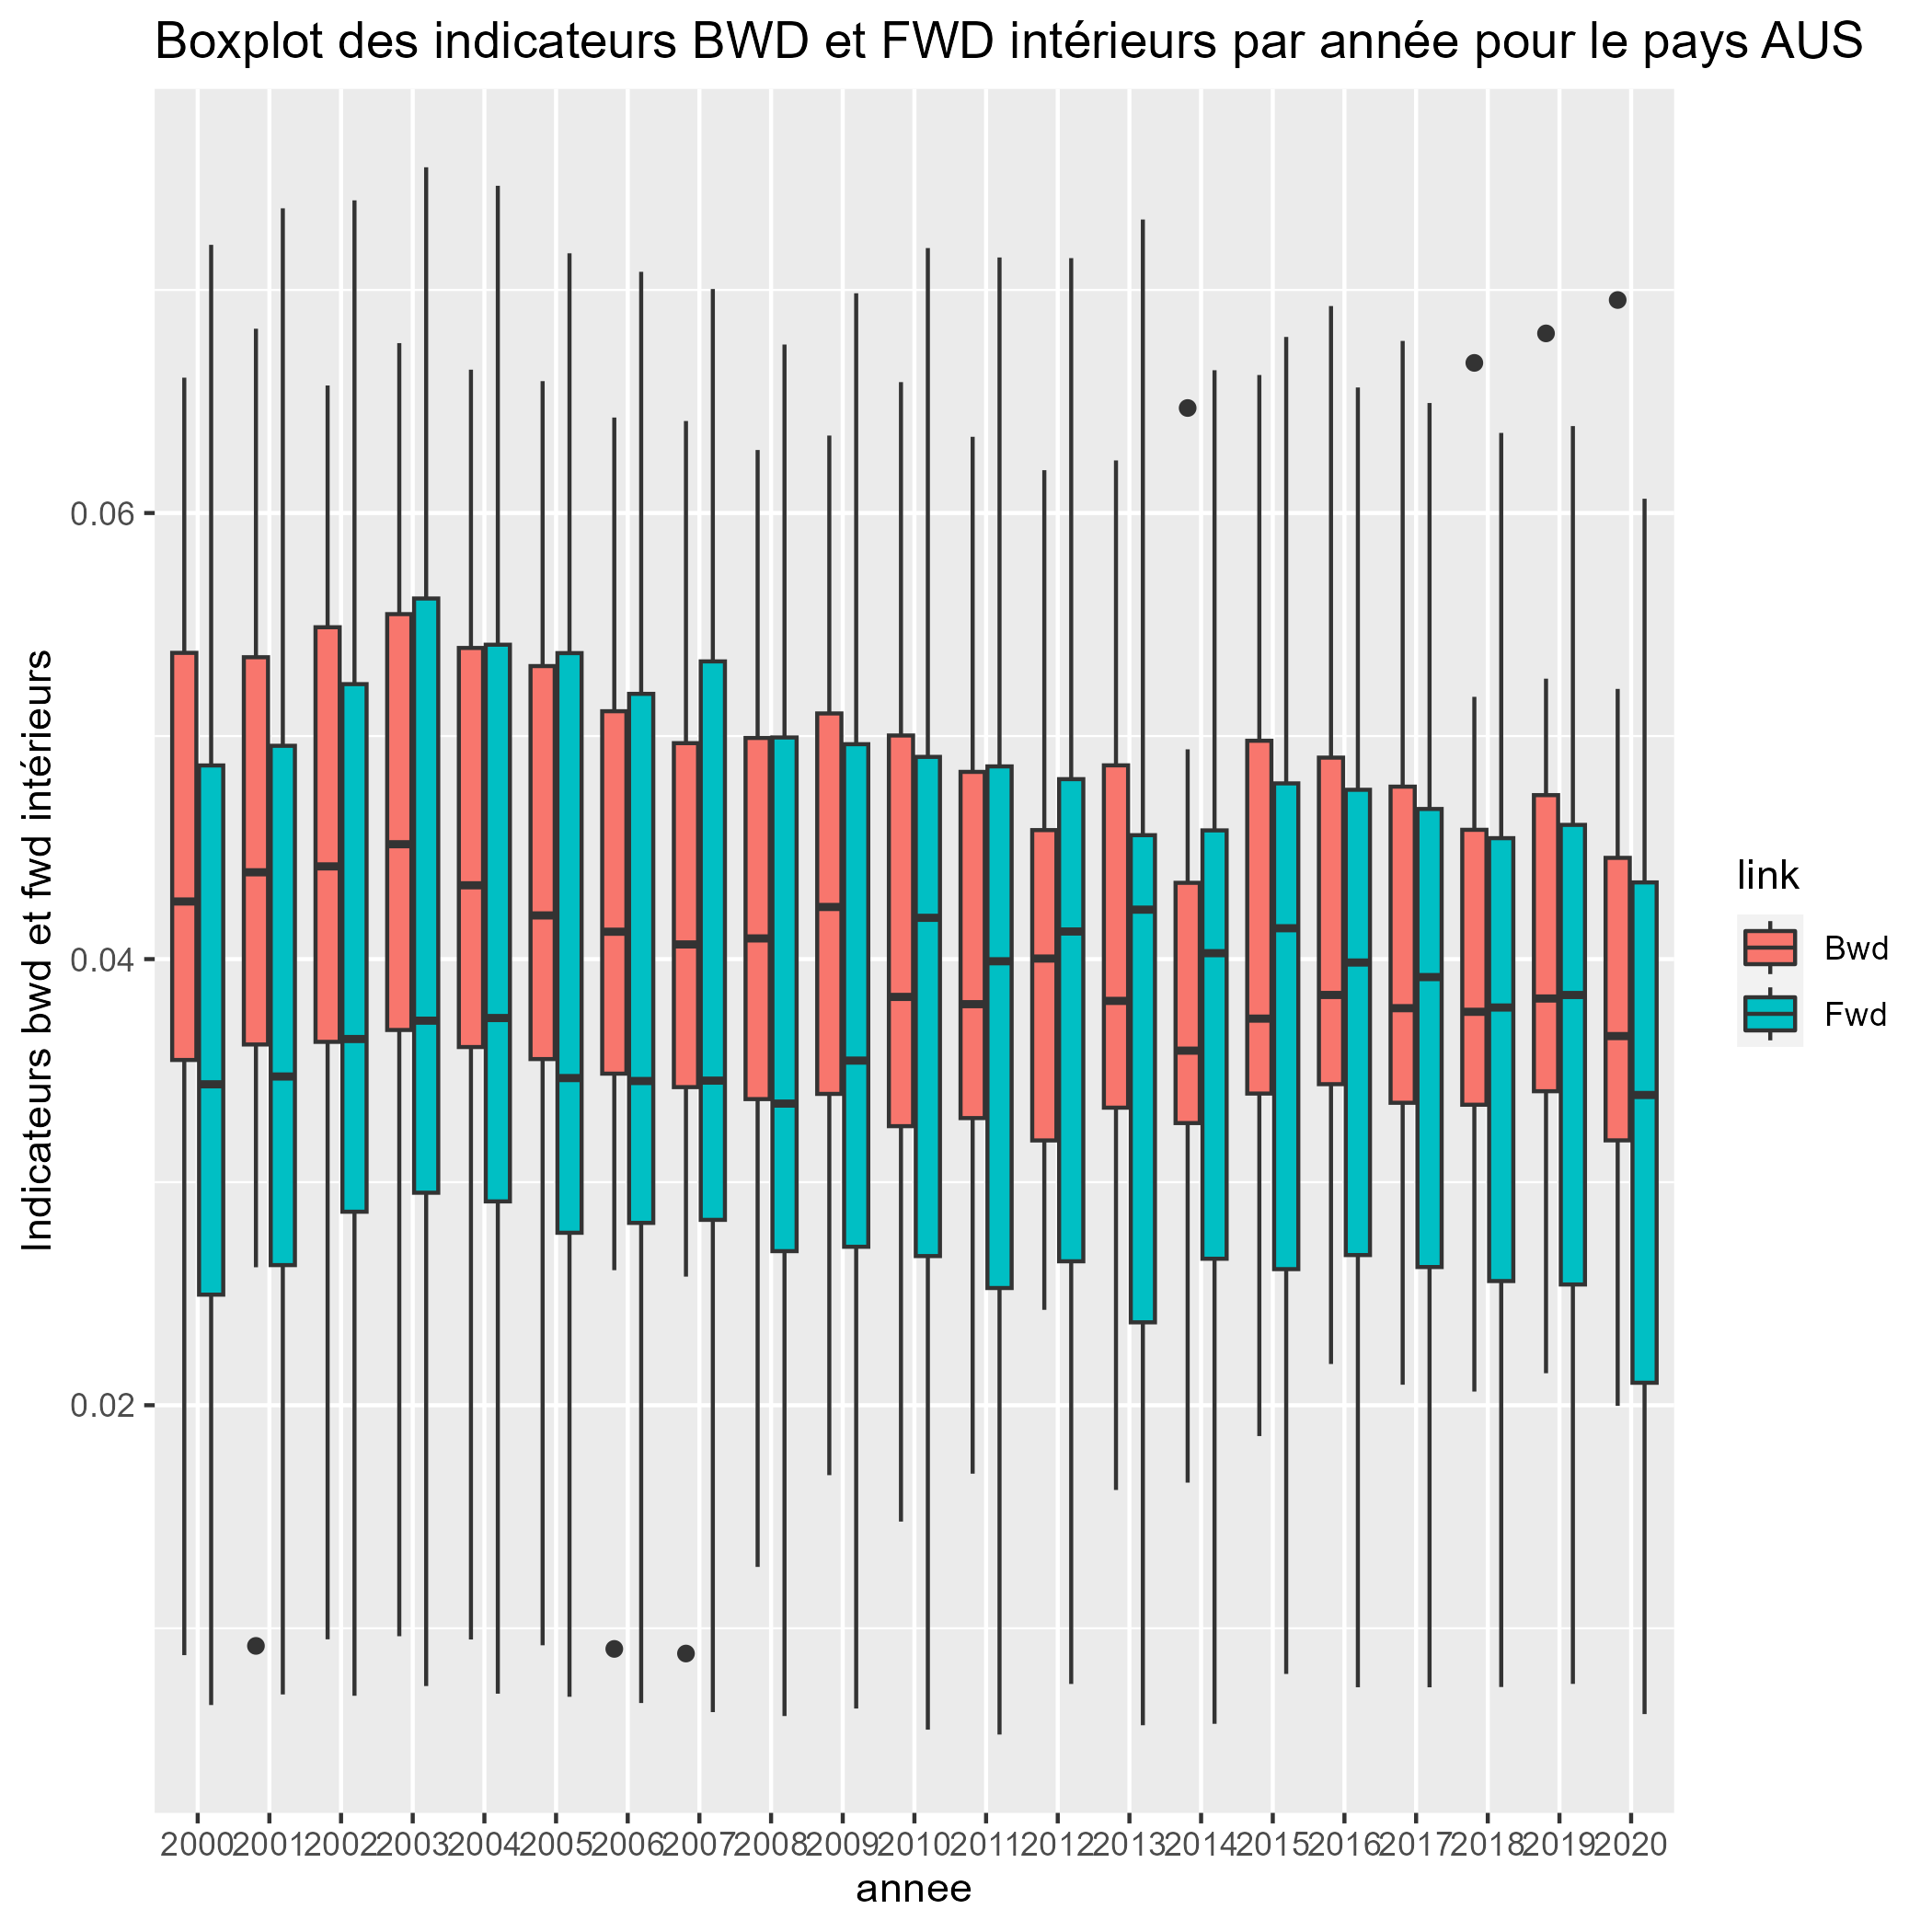 Boxplot des indicateurs BWD et FWD intérieurs par année pour le pays AUS
Indicateurs bwd et fwd intérieurs
0.06
0.04
0.02
link
Bwd
Fwd
2000 2001 2002 2003 2004 2005 2006 2007 2008 2009 2010 2011 2012 2013 2014 2015 2016 2017 2018 2019 2020
annee